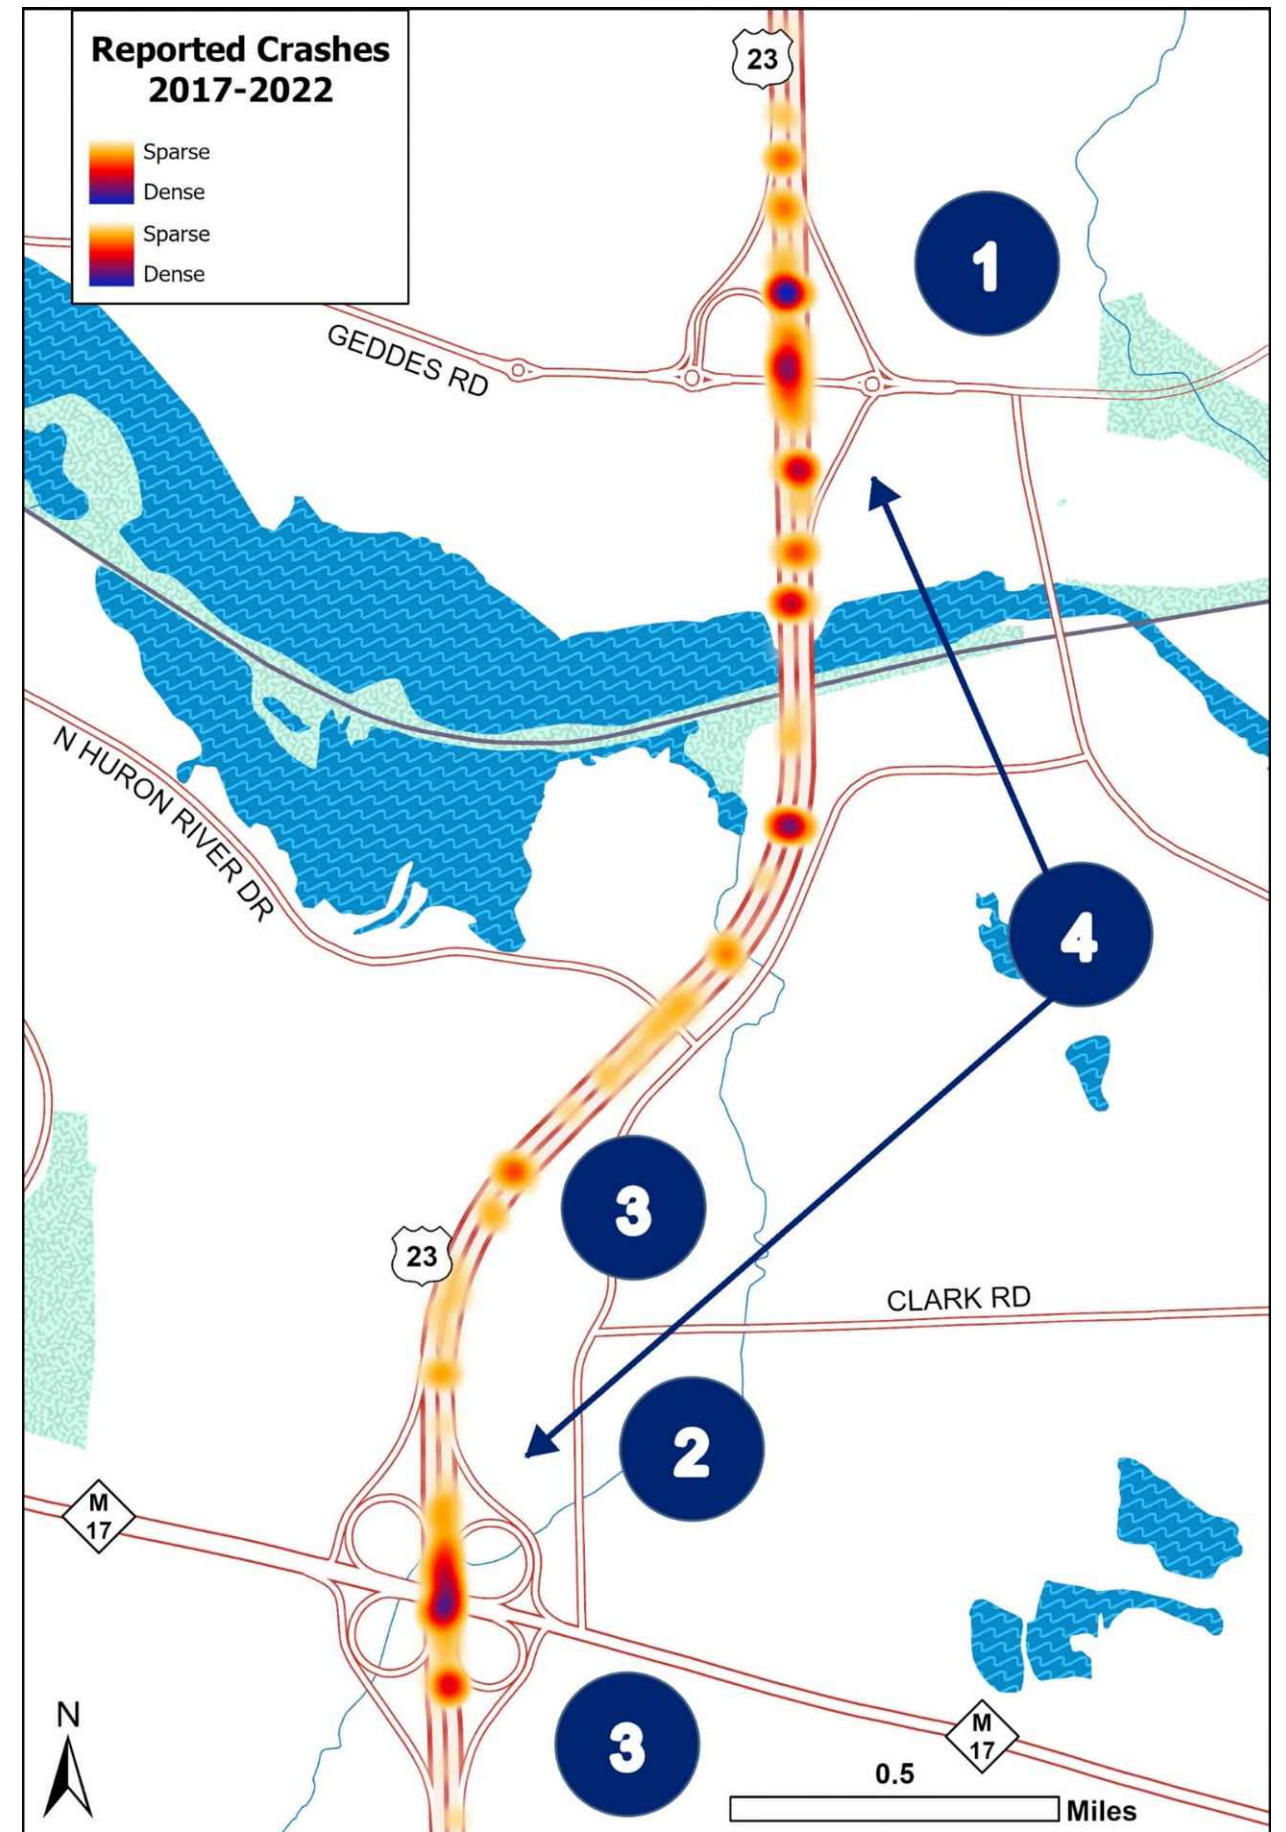 Reported Crashes
2017-2022
Sparse
Dense
Sparse
Dense
23
1
GEDDES RD
N HURON RIVER DR
4
3
23
CLARK RD
2
M
17
3
M
17
N
0.5
Miles